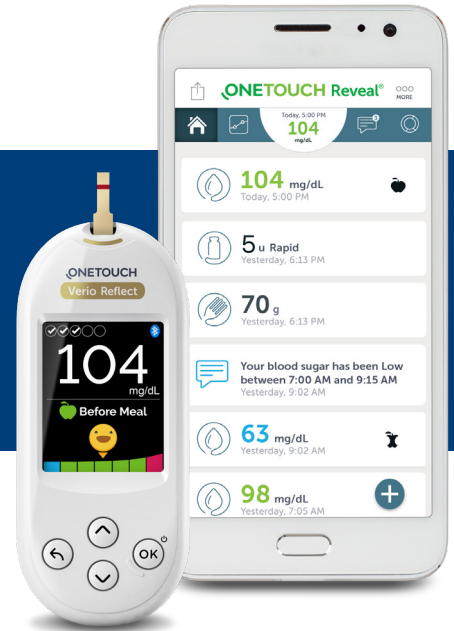 ONETOUCH Reveal®
MORE
Today, 5:00 PM
104
mg/dL
3
104 mg/dL
Today, 5:00 PM
5 u Rapid
Yesterday, 6:13 PM
70 g
Yesterday, 6:13 PM
Your blood sugar has been Low
between 7:00 AM and 9:15 AM
Yesterday, 9:02 AM
63 mg/dL
Yesterday, 9:02 AM
98 mg/dL
Yesterday, 7:05 AM
ONETOUCH
Verio Reflect
104
mg/dL
Before Meal
OK